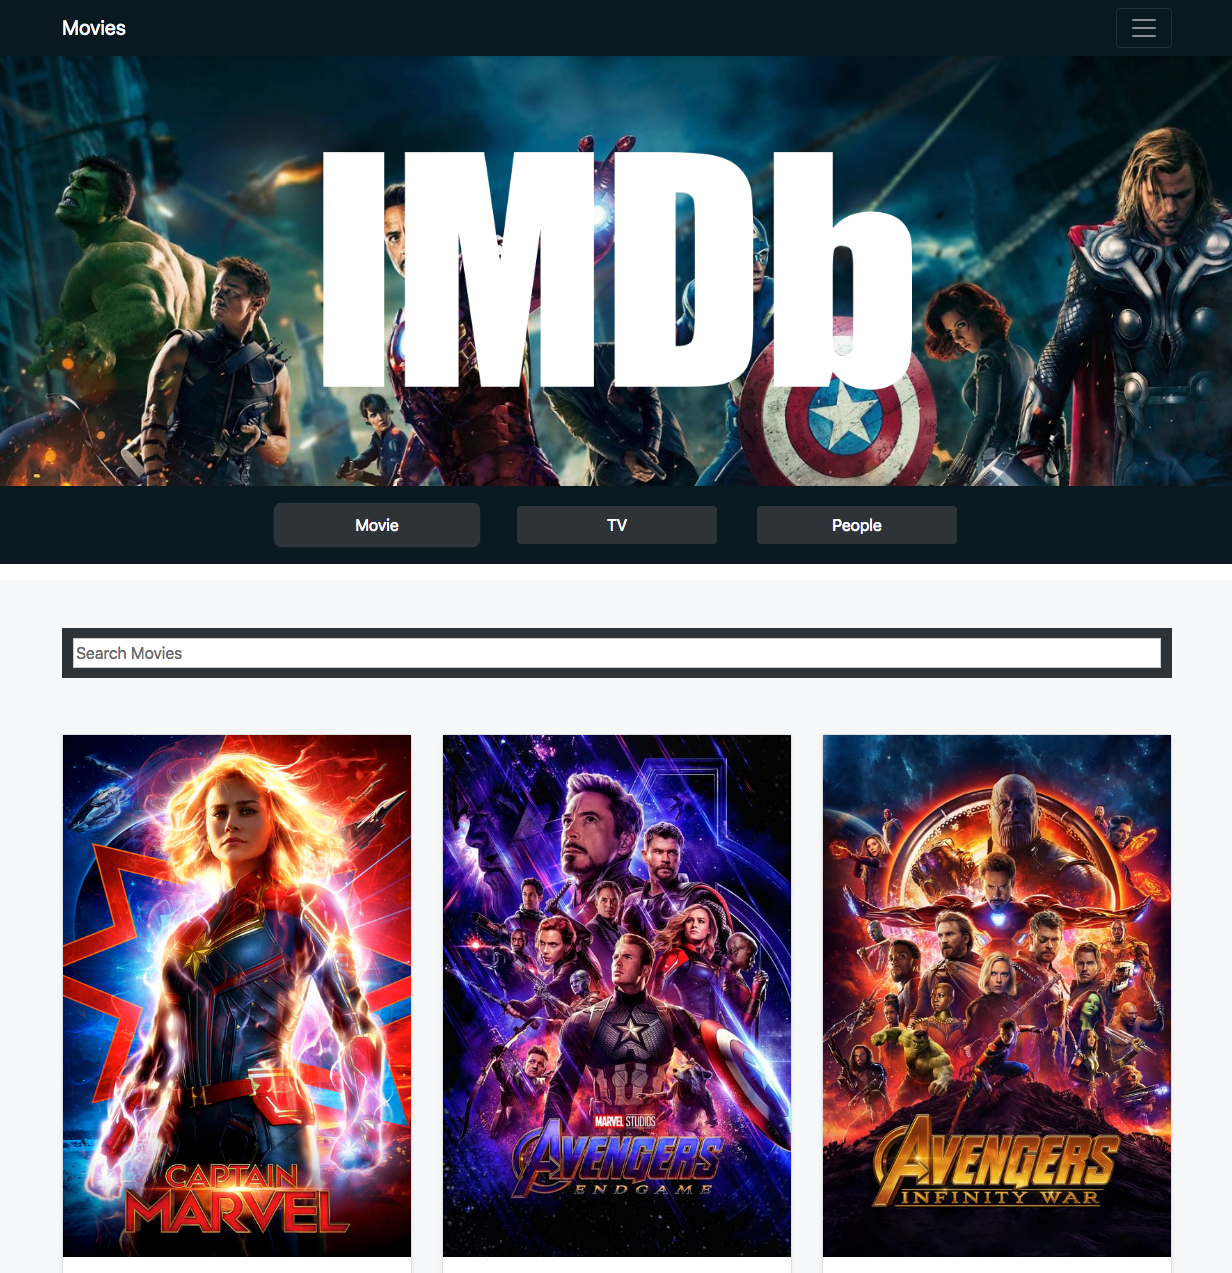 Movies
IMDb
Movie
TV
People
Search Movies
CAPTAIN
MARVEL
MARVEL STUDIOS
AVENGERS
ENDGAME
AVENGERS
INFINITY WAR